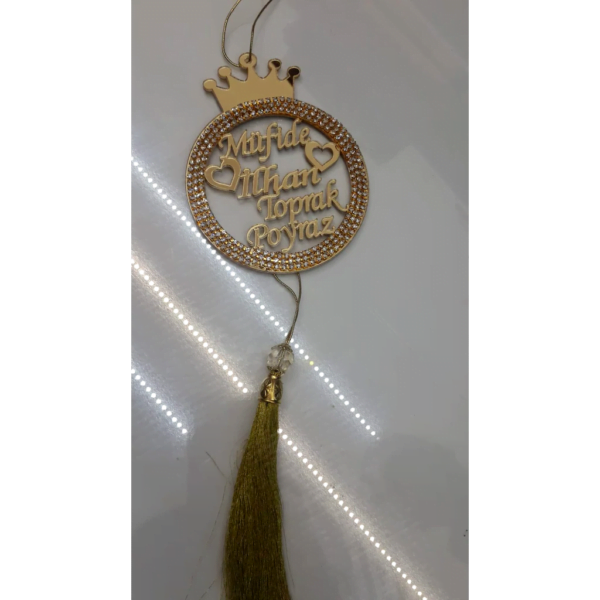 Müfide
İlhan
Toprak
Poyraz